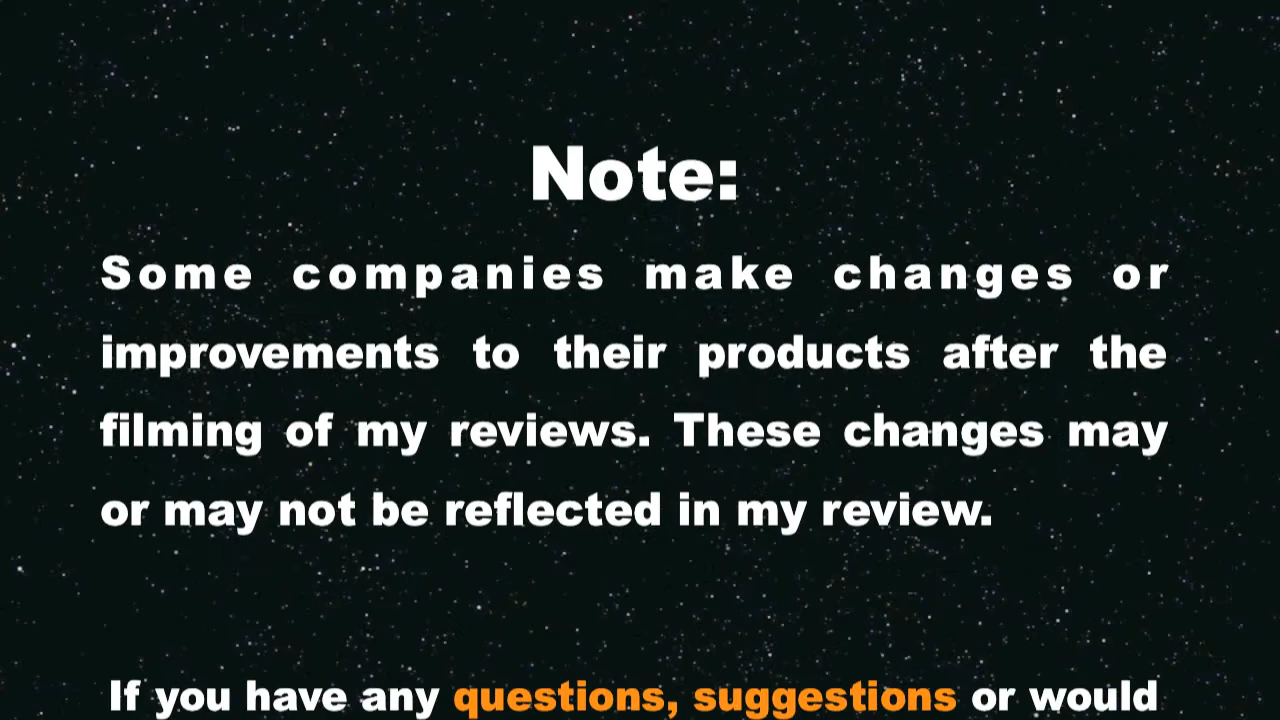 Note:
Some companies make changes or
improvements to their products after the
filming of my reviews. These changes may
or may not be reflected in my review.
If you have any questions, suggestions or would